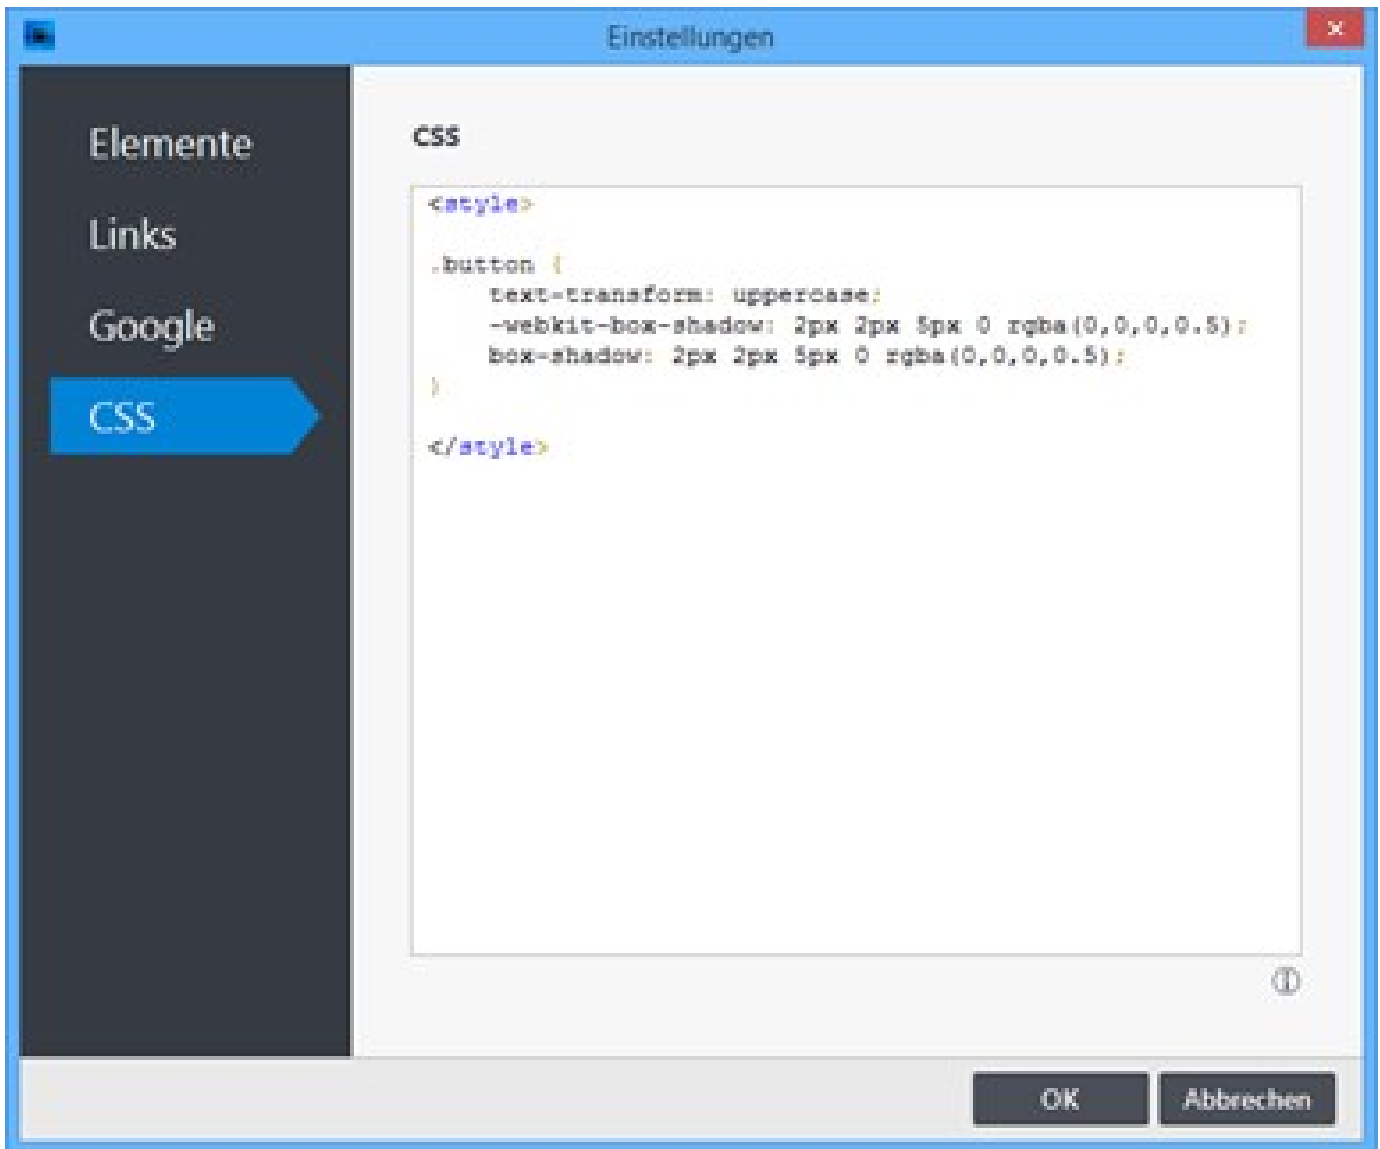 Einstellungen
Elemente
Links
Google
CSS
CSS
<style>
.button {
text-transform: uppercase;
-webkit-box-shadow: 2px 2px 5px 0 rgba(0,0,0,0.5);
box-shadow: 2px 2px 5px 0 rgba(0,0,0,0.5);
}
</style>
OK
Abbrechen